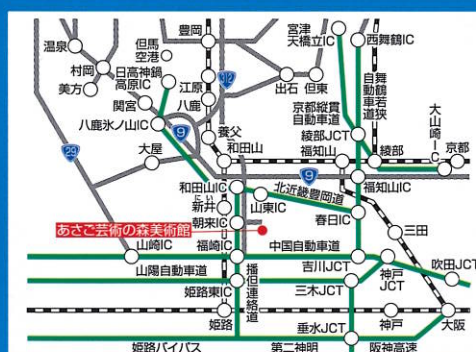 豊岡
宮津
天橋立IC
西舞鶴IC
温泉
但馬
空港
村岡
日高神鍋
高原IC
江原
312
出石
但東
美方
関宮
八鹿
京都縦貫
自動車道
舞鶴若狭
自動車道
大山崎IC
八鹿氷ノ山IC
9
養父
綾部JCT
29
大屋
和田山
福知山
綾部
京都
9
和田山IC
北近畿豊岡道
福知山IC
新井
にい
山東IC
朝来IC
春日IC
あさご芸術の森美術館
三田
山崎IC
福崎IC
中国自動車道
山陽自動車道
播但連絡道
吉川JCT
神戸
JCT
吹田JCT
姫路東IC
三木JCT
姫路
神戸
大阪
垂水JCT
姫路バイパス
第二神明
阪神高速